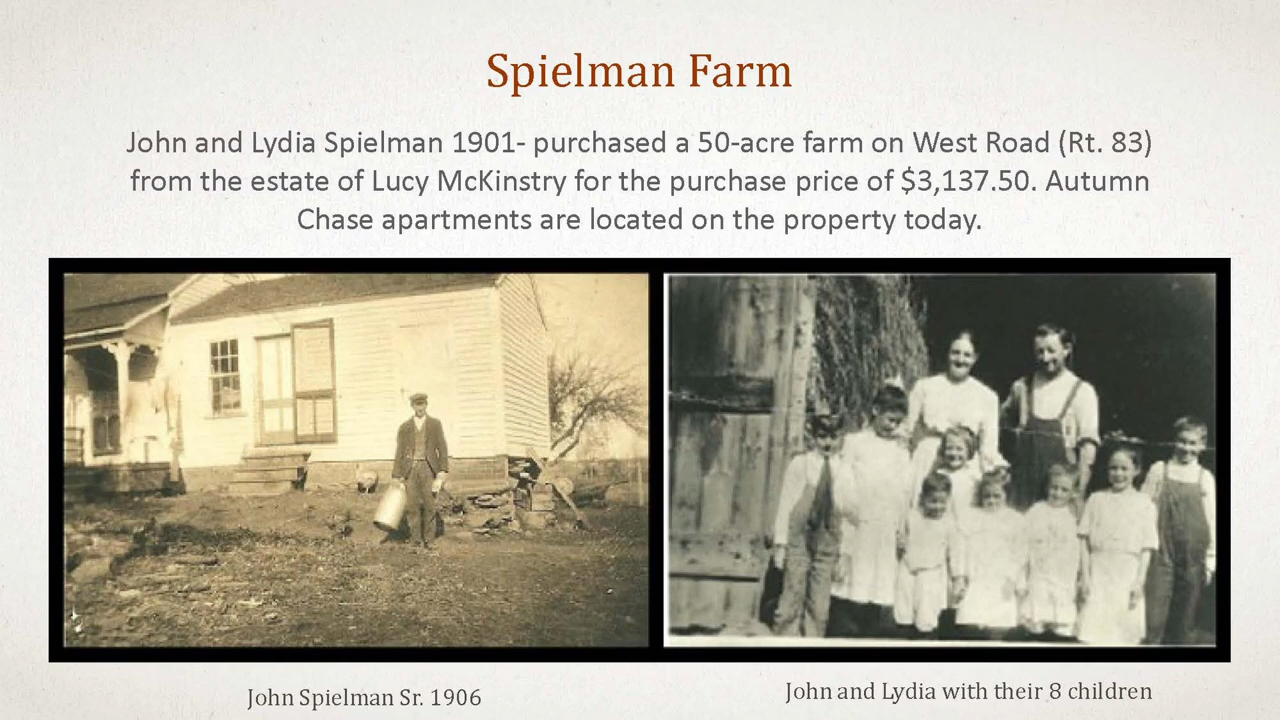 Spielman Farm
John and Lydia Spielman 1901- purchased a 50-acre farm on West Road (Rt. 83)
from the estate of Lucy McKinstry for the purchase price of $3,137.50. Autumn
Chase apartments are located on the property today.
John Spielman Sr. 1906
John and Lydia with their 8 children